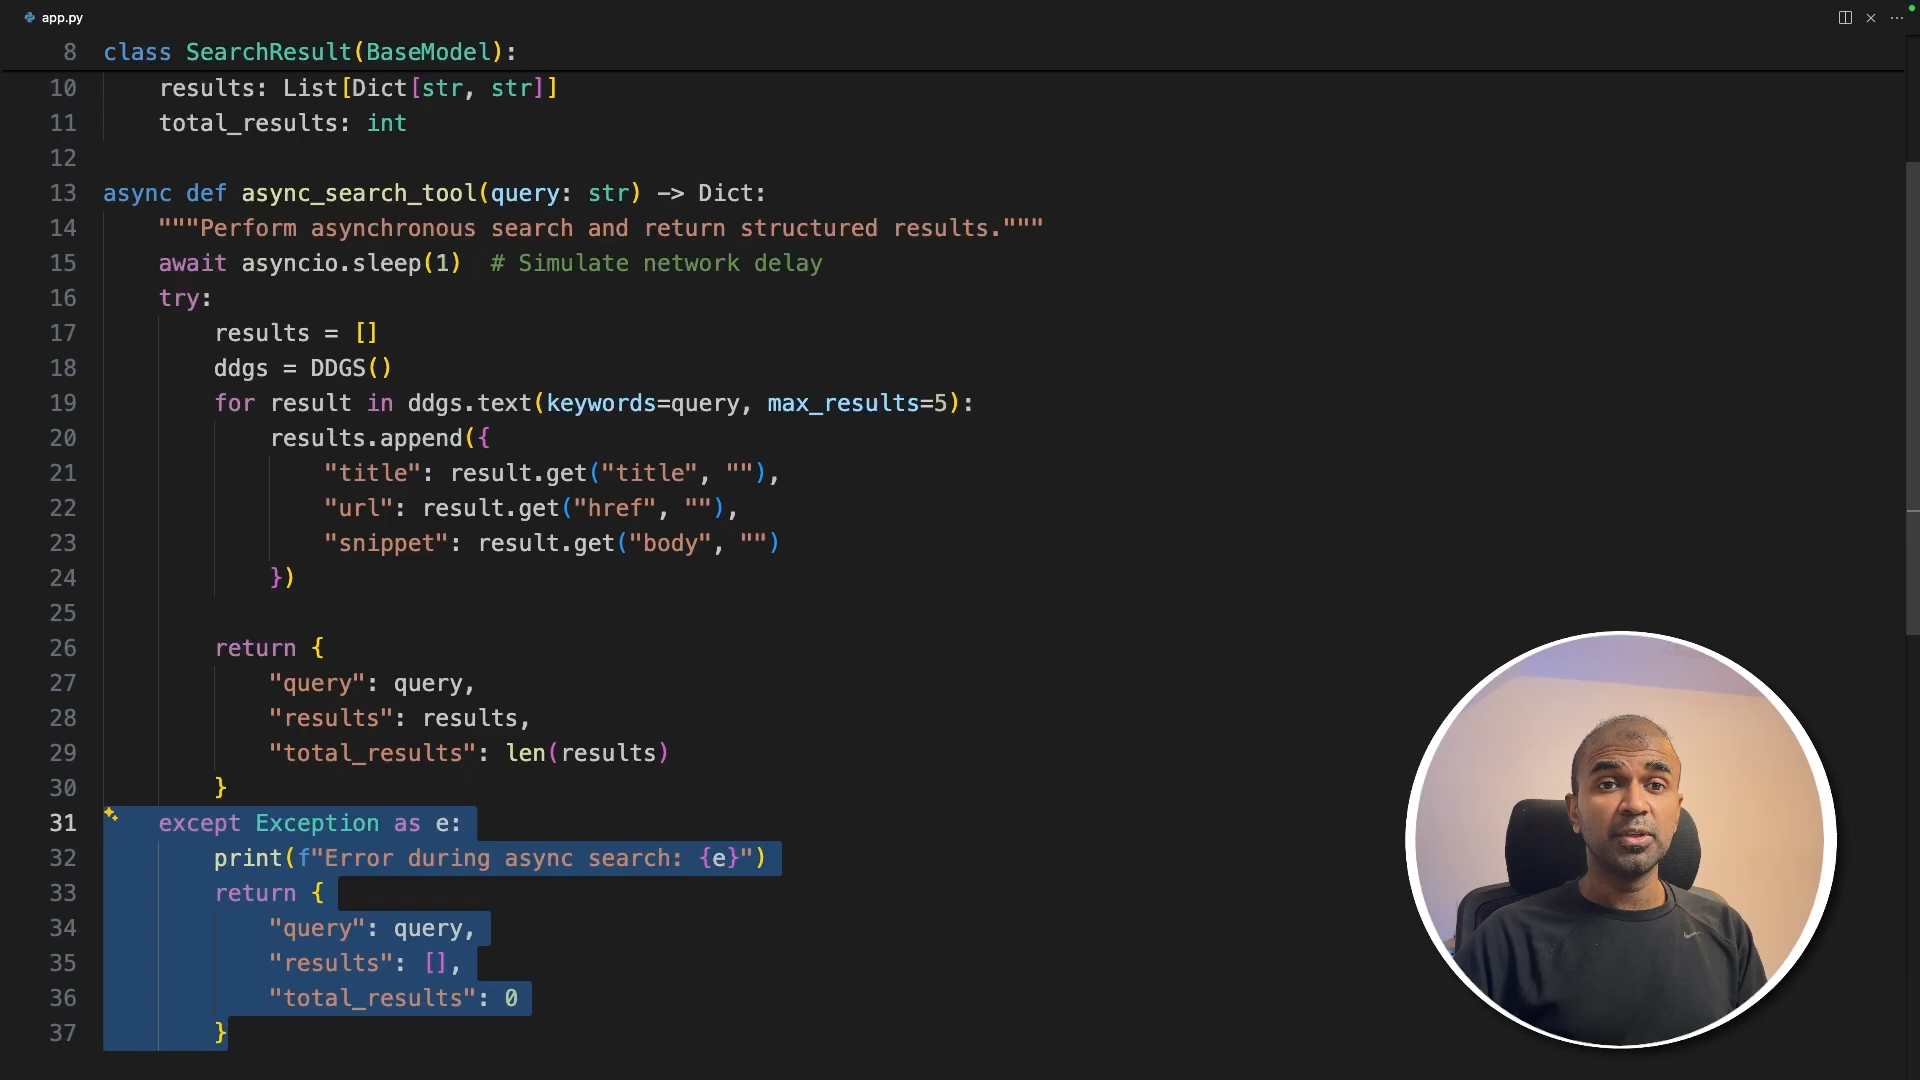 app.py
8 class SearchResult(BaseModel):
10 results: List[Dict[str, str]]
11 total_results: int
12
13 async def async_search_tool(query: str) -> Dict:
14 """Perform asynchronous search and return structured results."""
15 await asyncio.sleep(1)  # Simulate network delay
16 try:
17 results = []
18 ddgs = DDGS()
19 for result in ddgs.text(keywords=query, max_results=5):
20 results.append({
21 "title": result.get("title", ""),
22 "url": result.get("href", ""),
23 "snippet": result.get("body", "")
24 })
25
26 return {
27 "query": query,
28 "results": results,
29 "total_results": len(results)
30 }
31 except Exception as e:
32 print(f"Error during async search: {e}")
33 return {
34 "query": query,
35 "results": [],
36 "total_results": 0
37 }